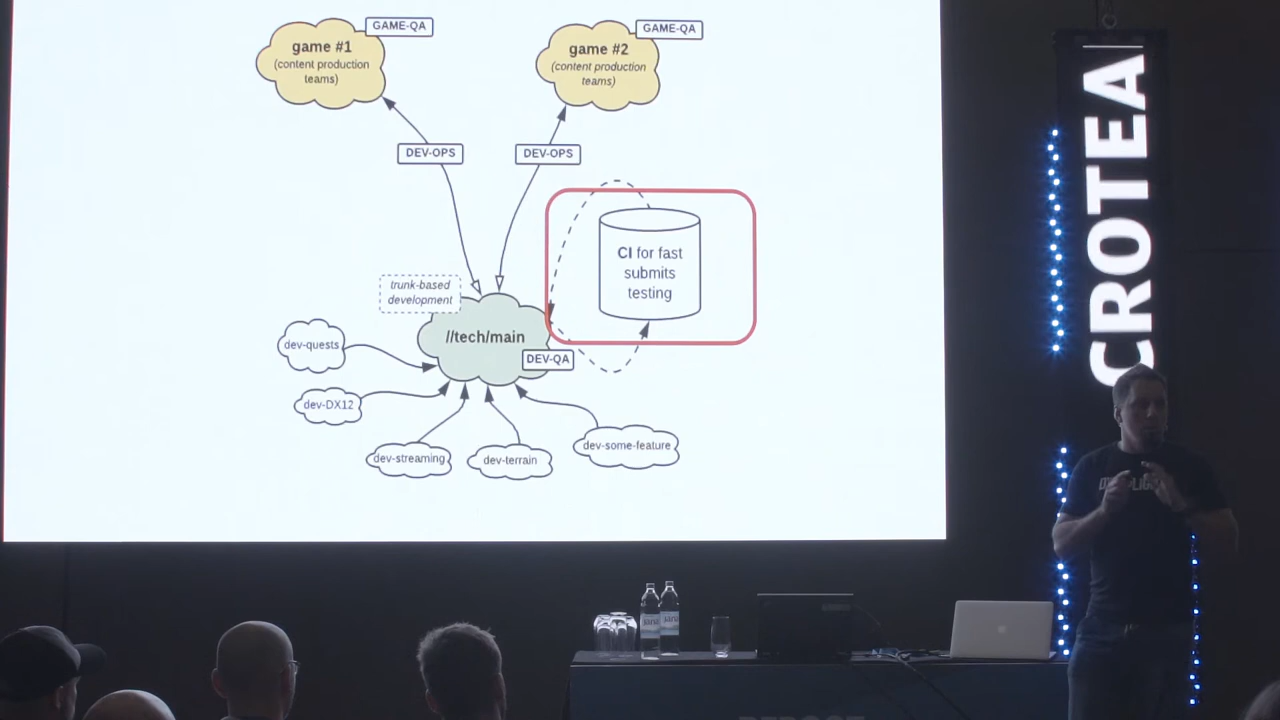 GAME-QA
game #1
(content production
teams)
GAME-QA
game #2
(content production
teams)
DEV-OPS
DEV-OPS
CI for fast
submits
testing
trunk-based
development
//tech/main
DEV-QA
dev-quests
dev-DX12
dev-streaming
dev-terrain
dev-some-feature
CROTEA
jana
jana